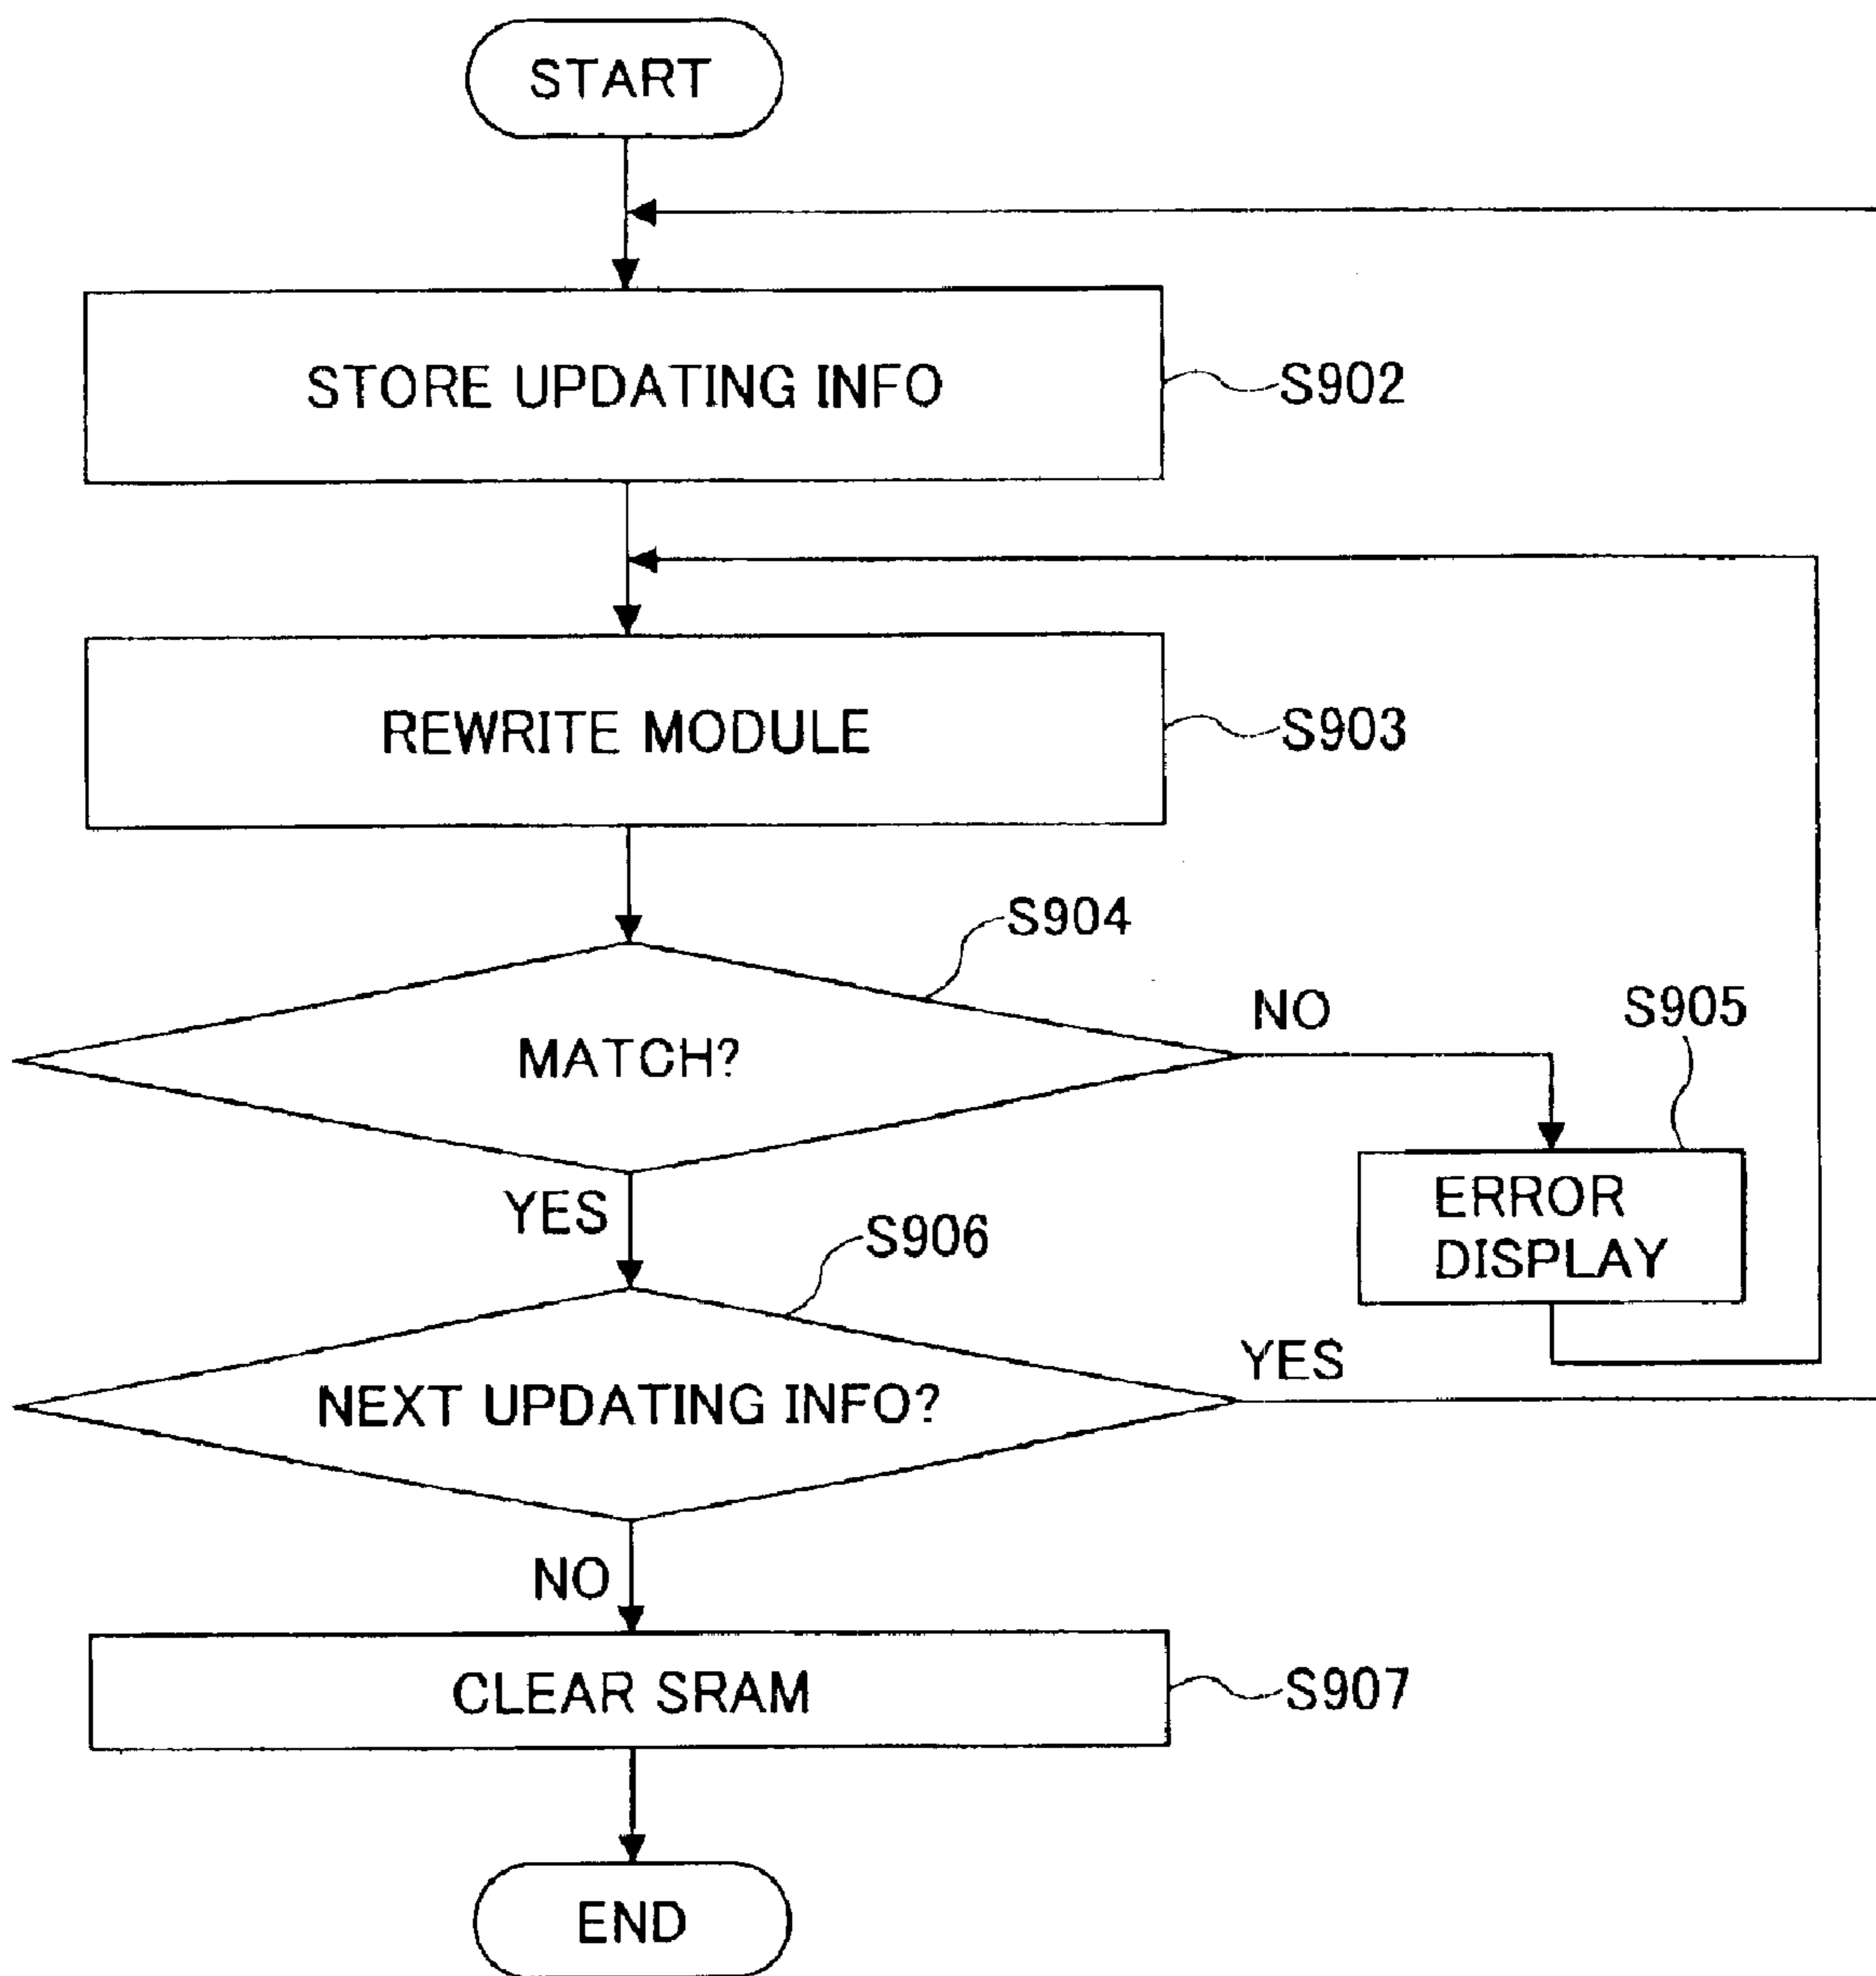 START
STORE UPDATING INFO
S902
REWRITE MODULE
S903
S904
MATCH?
NO
S905
ERROR
DISPLAY
YES
S906
NEXT UPDATING INFO?
YES
NO
CLEAR SRAM
S907
END